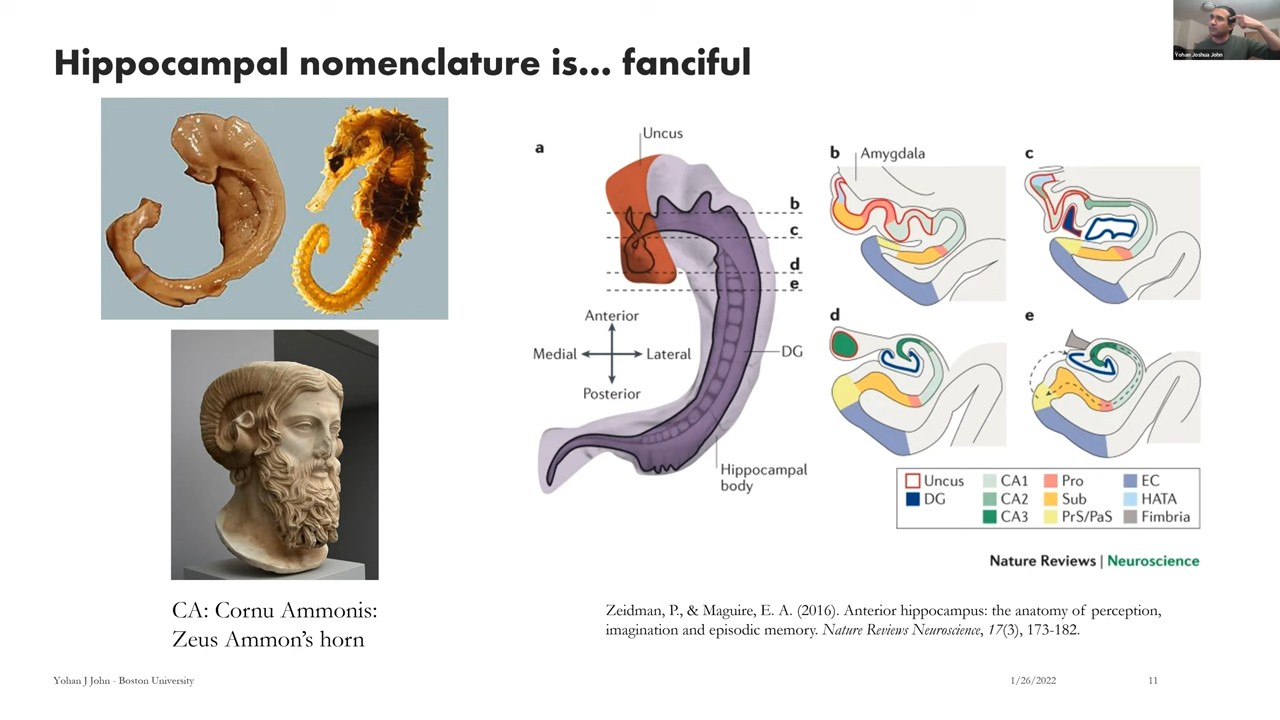 Hippocampal nomenclature is... fanciful
Yohan Joshua John
a
Uncus
b
c
d
e
Anterior
Medial
Lateral
Posterior
DG
Hippocampal
body
b
Amygdala
c
d
e
Uncus
CA1
Pro
EC
DG
CA2
Sub
HATA
CA3
PrS/PaS
Fimbria
Nature Reviews | Neuroscience
CA: Cornu Ammonis:
Zeus Ammon's horn
Zeidman, P., & Maguire, E. A. (2016). Anterior hippocampus: the anatomy of perception,
imagination and episodic memory. Nature Reviews Neuroscience, 17(3), 173-182.
Yohan J John - Boston University
1/26/2022
11